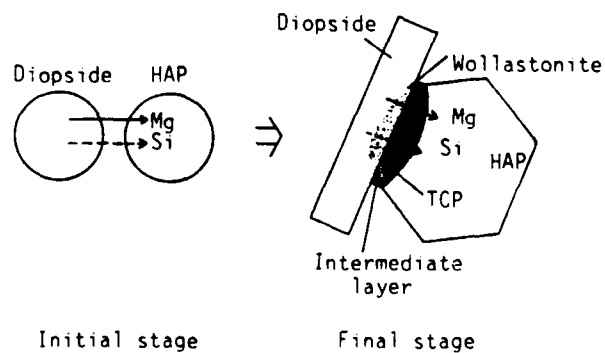 Diopside
HAP
Mg
Si
Initial stage
Diopside
Wollastonite
Mg
Si
HAP
TCP
Intermediate
layer
Final stage